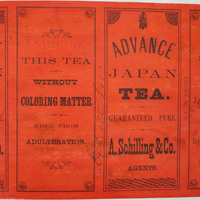 THIS TEA
WITHOUT
COLORING MATTER
FREE FROM
ADULTERATION.
ADVANCE
JAPAN
TEA.
GUARANTEED PURE.
A. Schilling & Co.
AGENTS.